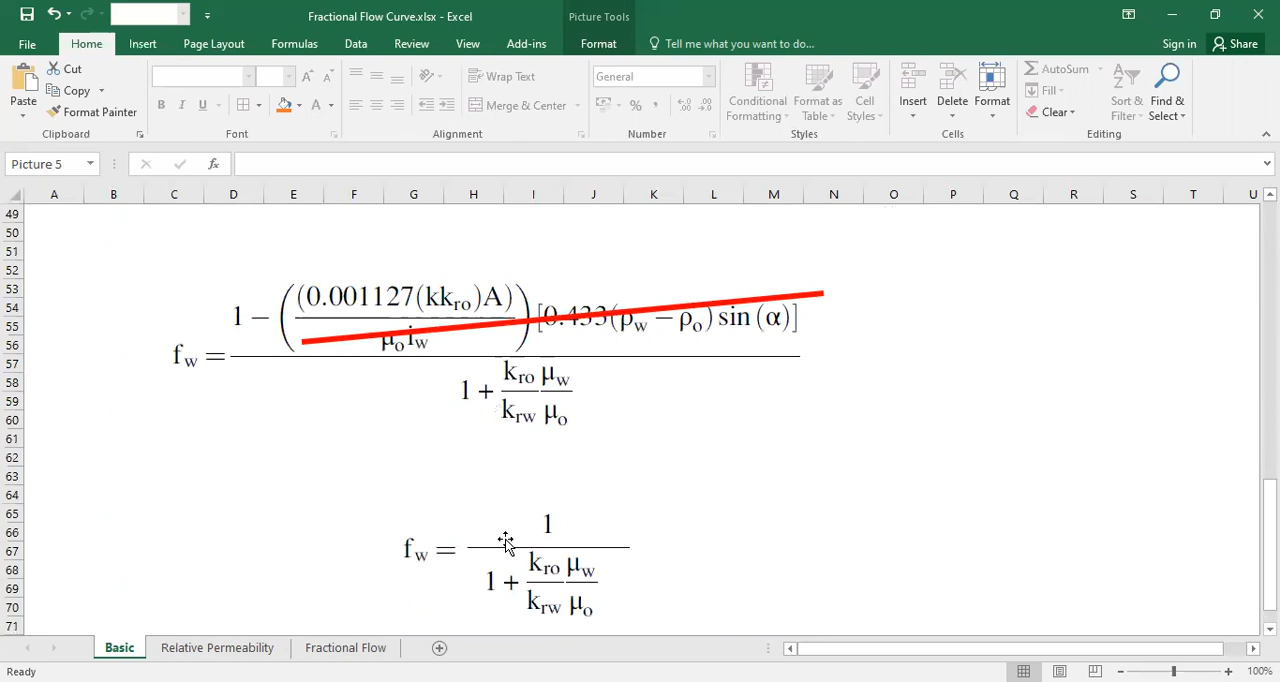 Fractional Flow Curve.xlsx - Excel
Picture Tools
File Home Insert Page Layout Formulas Data Review View Add-ins Format Tell me what you want to do... Sign in Share
Paste Cut Copy Format Painter
Wrap Text Merge & Center
General
Conditional Formatting Format as Table Cell Styles
Insert Delete Format
AutoSum Fill Clear
Sort & Filter Find & Select
Clipboard Font Alignment Number Styles Cells Editing
Picture 5 fx
A B C D E F G H I J K L M N O P Q R S T U
49
50
51
52
53
54
55
56
57
58
59
60
61
62
63
64
65
66
67
68
69
70
71
1 − ((0.001127(kk_ro)A) / μ_o i_w) [0.433(ρ_w − ρ_o) sin (α)]
f_w =
1 + k_ro/k_rw μ_w/μ_o
1
f_w =
1 + k_ro/k_rw μ_w/μ_o
Basic Relative Permeability Fractional Flow
Ready 100%